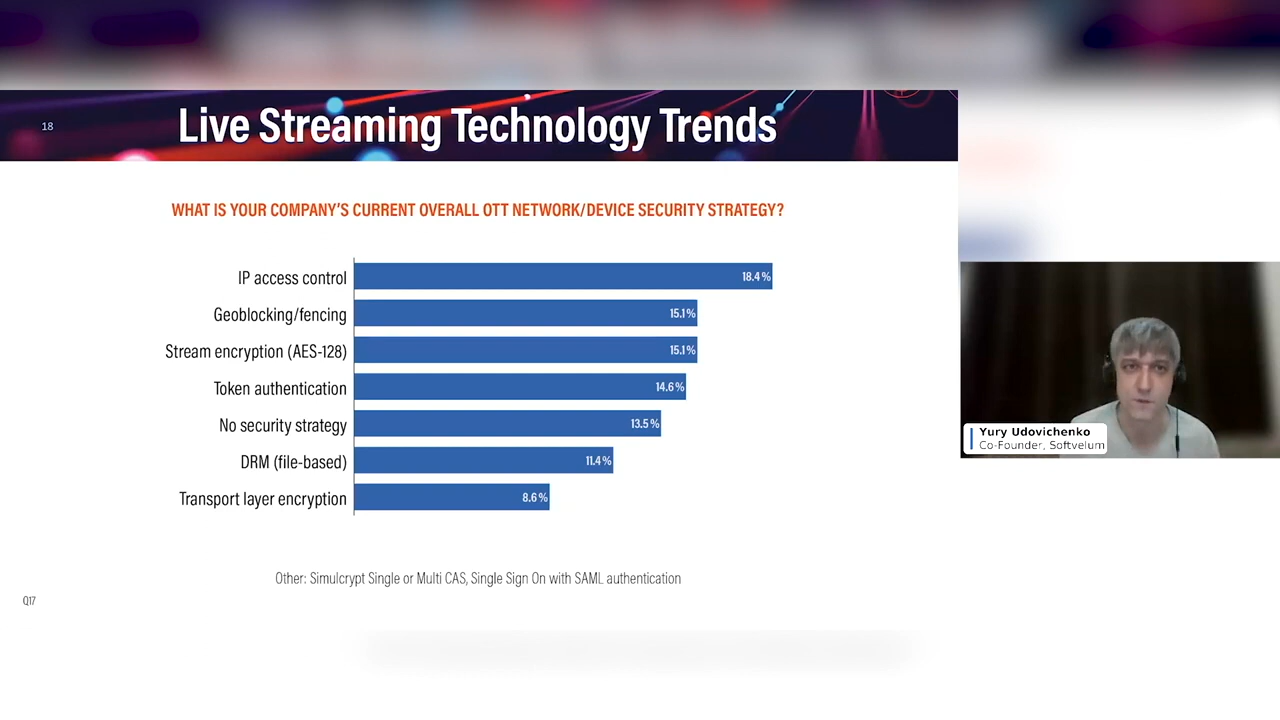 18
Live Streaming Technology Trends
WHAT IS YOUR COMPANY'S CURRENT OVERALL OTT NETWORK/DEVICE SECURITY STRATEGY?
IP access control 18.4%
Geoblocking/fencing 15.1%
Stream encryption (AES-128) 15.1%
Token authentication 14.6%
No security strategy 13.5%
DRM (file-based) 11.4%
Transport layer encryption 8.6%
Other: Simulcrypt Single or Multi CAS, Single Sign On with SAML authentication
Q17
Yury Udovichenko
Co-Founder, Softvelum